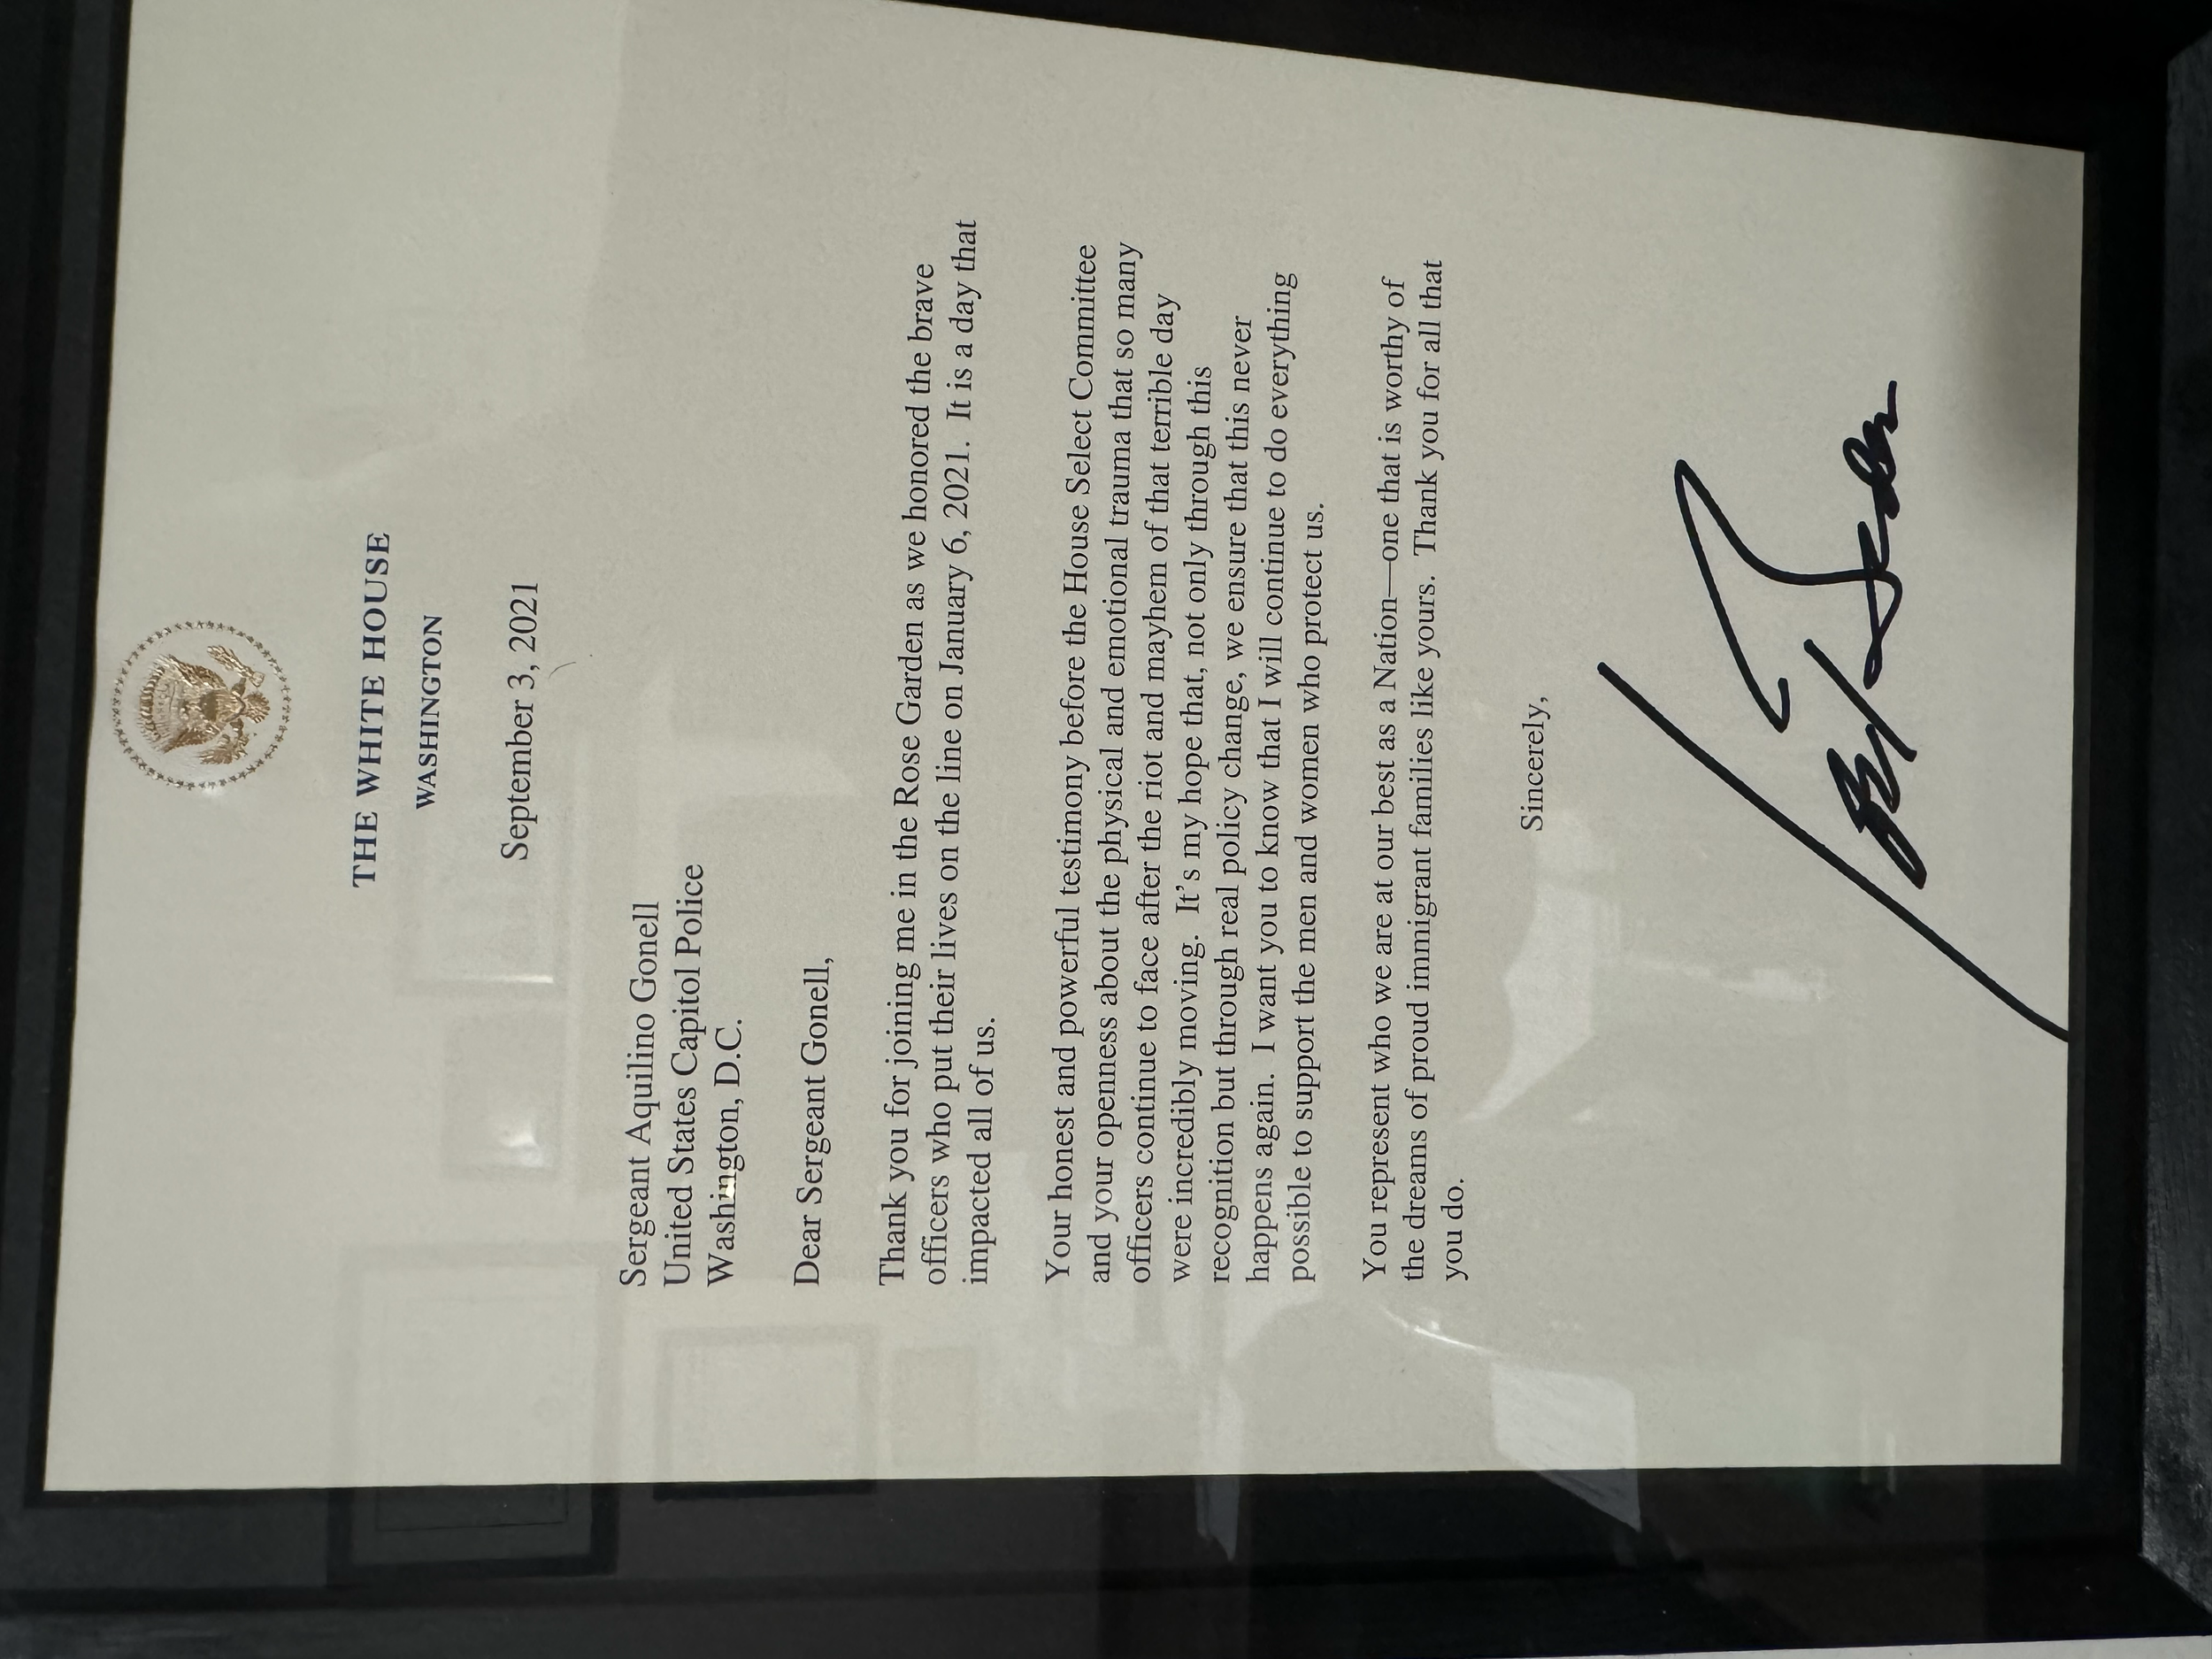 THE WHITE HOUSE
WASHINGTON
September 3, 2021
Sergeant Aquilino Gonell
United States Capitol Police
Washington, D.C.
Dear Sergeant Gonell,
Thank you for joining me in the Rose Garden as we honored the brave
officers who put their lives on the line on January 6, 2021.  It is a day that
impacted all of us.
Your honest and powerful testimony before the House Select Committee
and your openness about the physical and emotional trauma that so many
officers continue to face after the riot and mayhem of that terrible day
were incredibly moving.  It’s my hope that, not only through this
recognition but through real policy change, we ensure that this never
happens again.  I want you to know that I will continue to do everything
possible to support the men and women who protect us.
You represent who we are at our best as a Nation—one that is worthy of
the dreams of proud immigrant families like yours.  Thank you for all that
you do.
Sincerely,